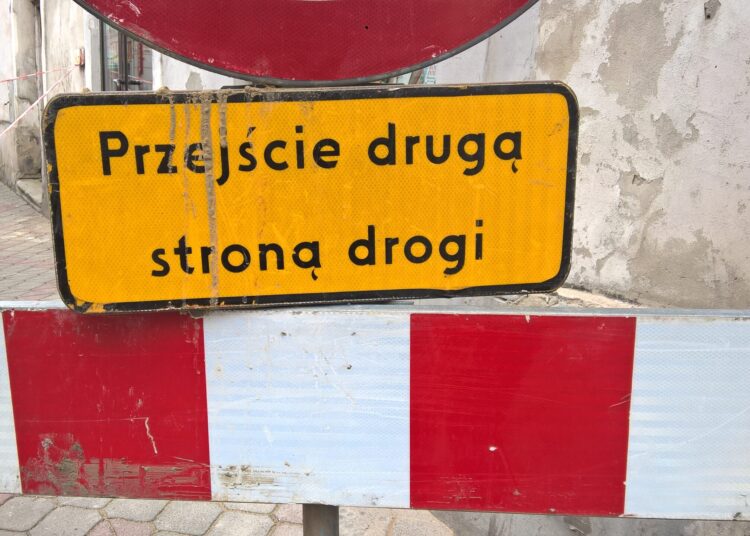 Przejście drugą
stroną drogi